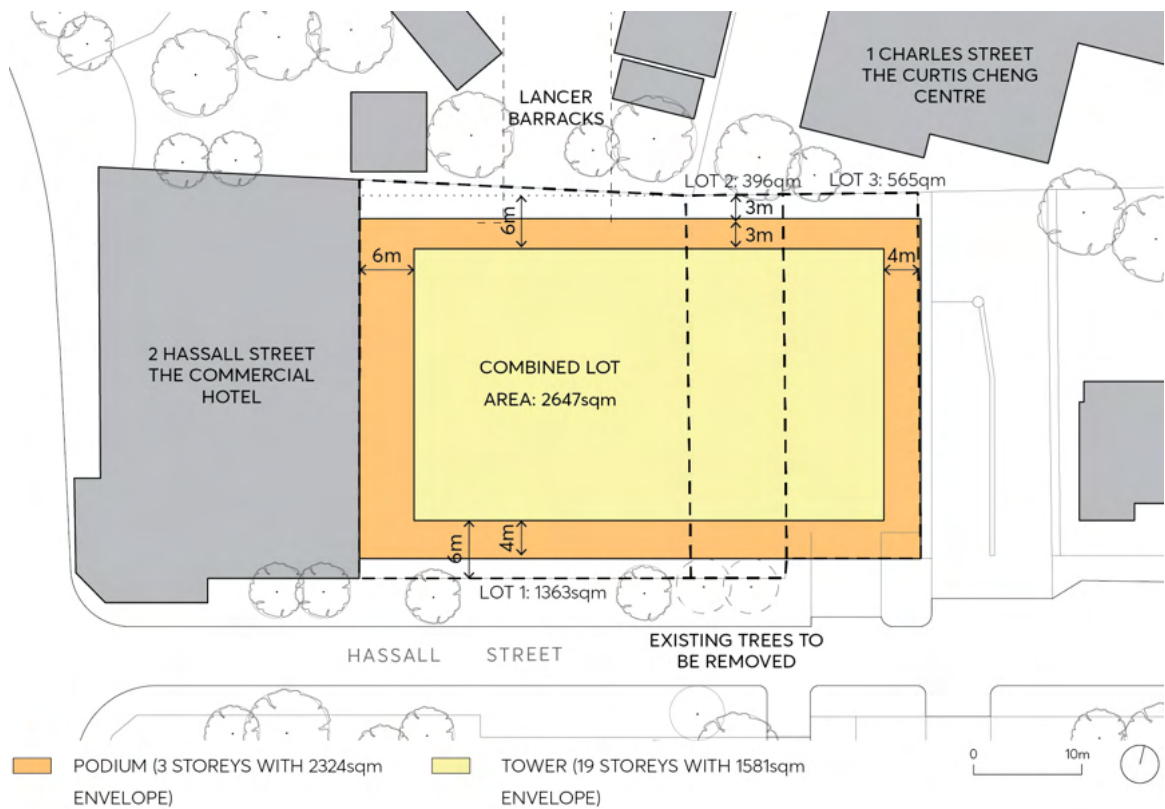 1 CHARLES STREET
THE CURTIS CHENG
CENTRE
LANCER
BARRACKS
LOT 2: 396qm
LOT 3: 565qm
3m
6m
3m
6m
4m
2 HASSALL STREET
THE COMMERCIAL
HOTEL
COMBINED LOT
AREA: 2647sqm
6m
4m
LOT 1: 1363sqm
EXISTING TREES TO
BE REMOVED
HASSALL STREET
PODIUM (3 STOREYS WITH 2324sqm
ENVELOPE)
TOWER (19 STOREYS WITH 1581sqm
ENVELOPE)
0
10m